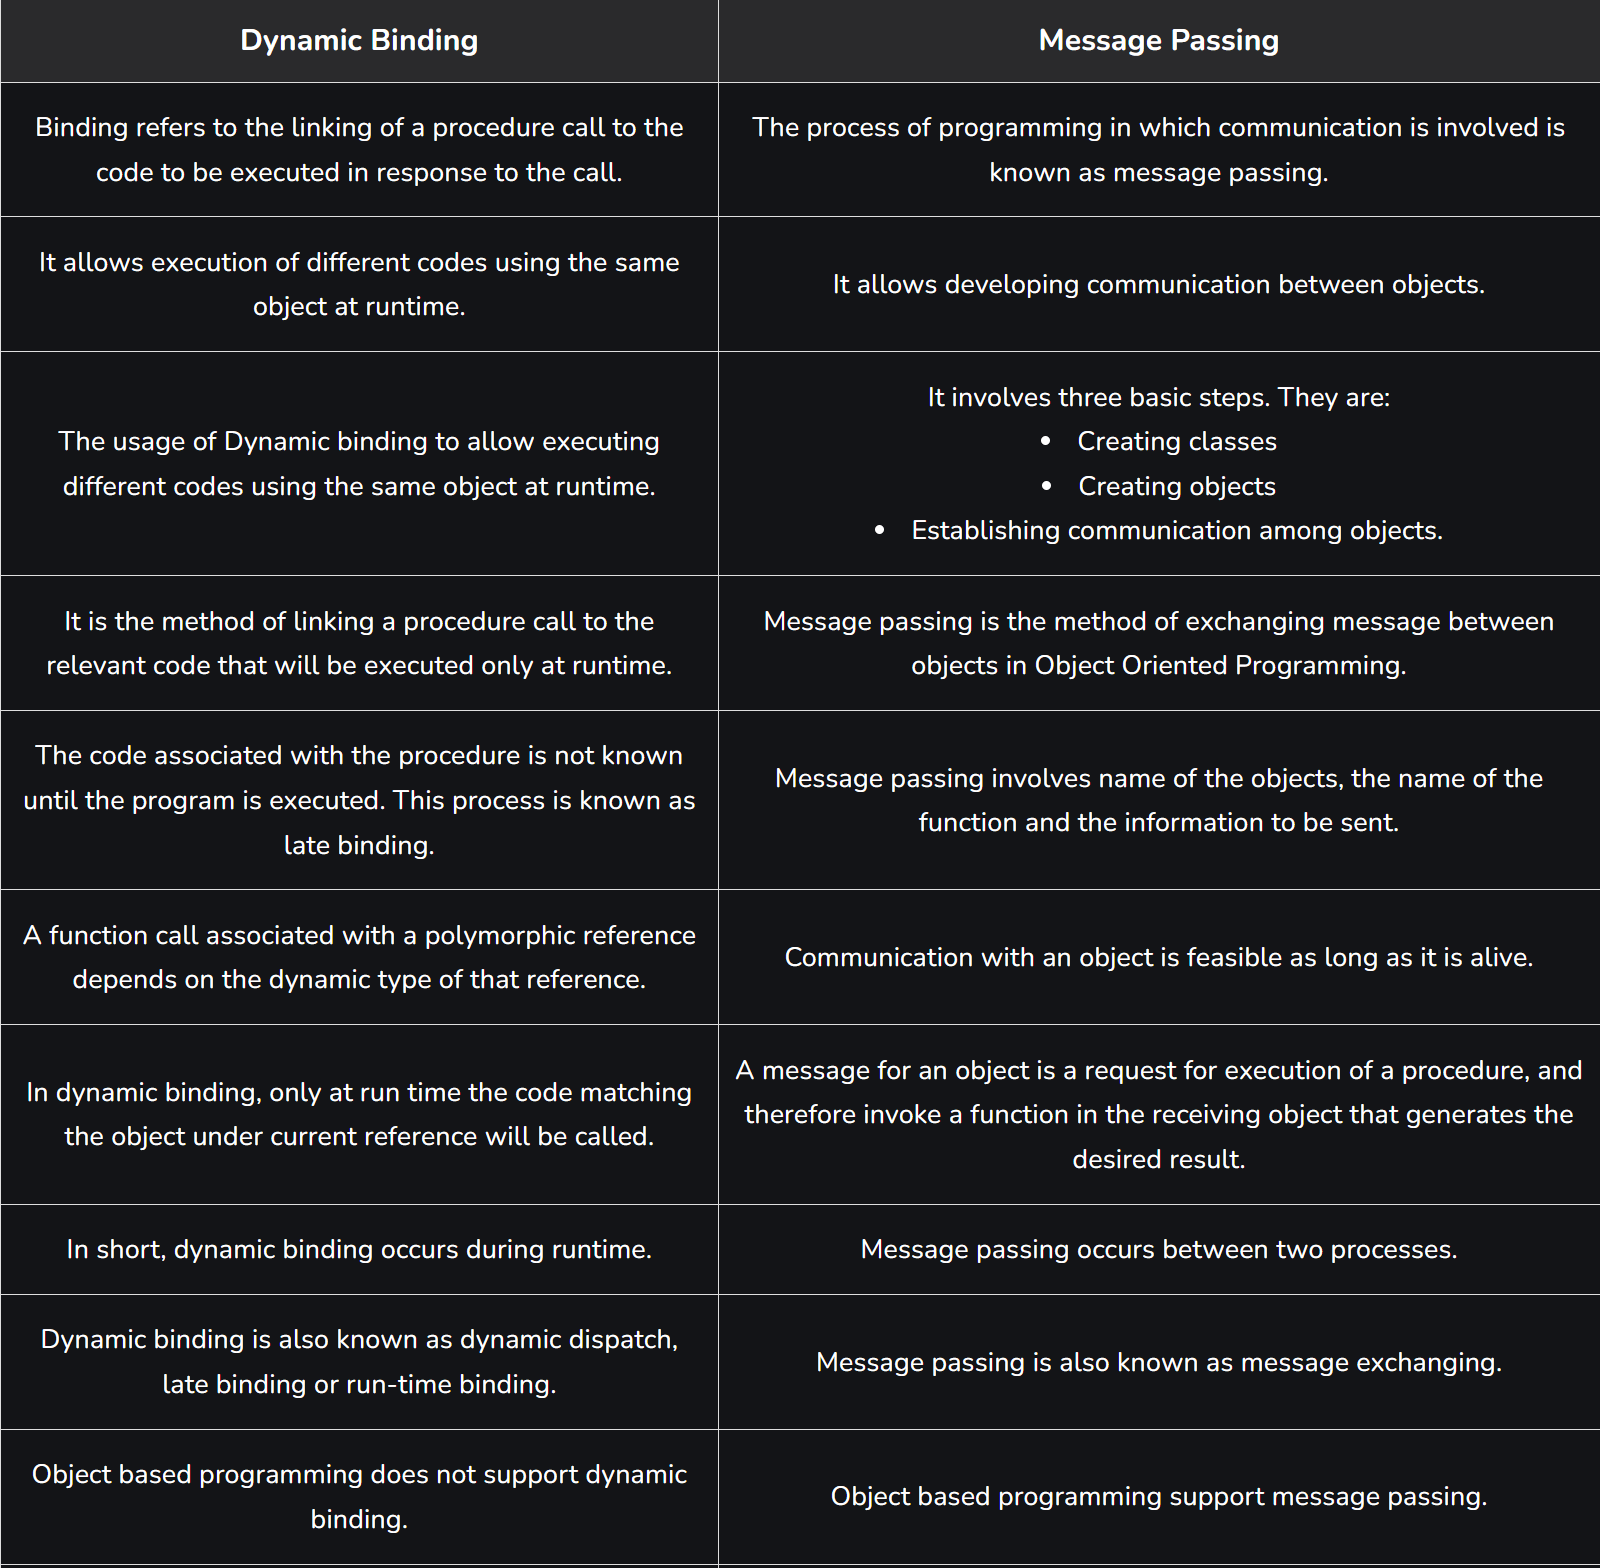 Dynamic Binding
Message Passing
Binding refers to the linking of a procedure call to the
code to be executed in response to the call.
The process of programming in which communication is involved is
known as message passing.
It allows execution of different codes using the same
object at runtime.
It allows developing communication between objects.
The usage of Dynamic binding to allow executing
different codes using the same object at runtime.
It involves three basic steps. They are:
• Creating classes
• Creating objects
• Establishing communication among objects.
It is the method of linking a procedure call to the
relevant code that will be executed only at runtime.
Message passing is the method of exchanging message between
objects in Object Oriented Programming.
The code associated with the procedure is not known
until the program is executed. This process is known as
late binding.
Message passing involves name of the objects, the name of the
function and the information to be sent.
A function call associated with a polymorphic reference
depends on the dynamic type of that reference.
Communication with an object is feasible as long as it is alive.
In dynamic binding, only at run time the code matching
the object under current reference will be called.
A message for an object is a request for execution of a procedure, and
therefore invoke a function in the receiving object that generates the
desired result.
In short, dynamic binding occurs during runtime.
Message passing occurs between two processes.
Dynamic binding is also known as dynamic dispatch,
late binding or run-time binding.
Message passing is also known as message exchanging.
Object based programming does not support dynamic
binding.
Object based programming support message passing.